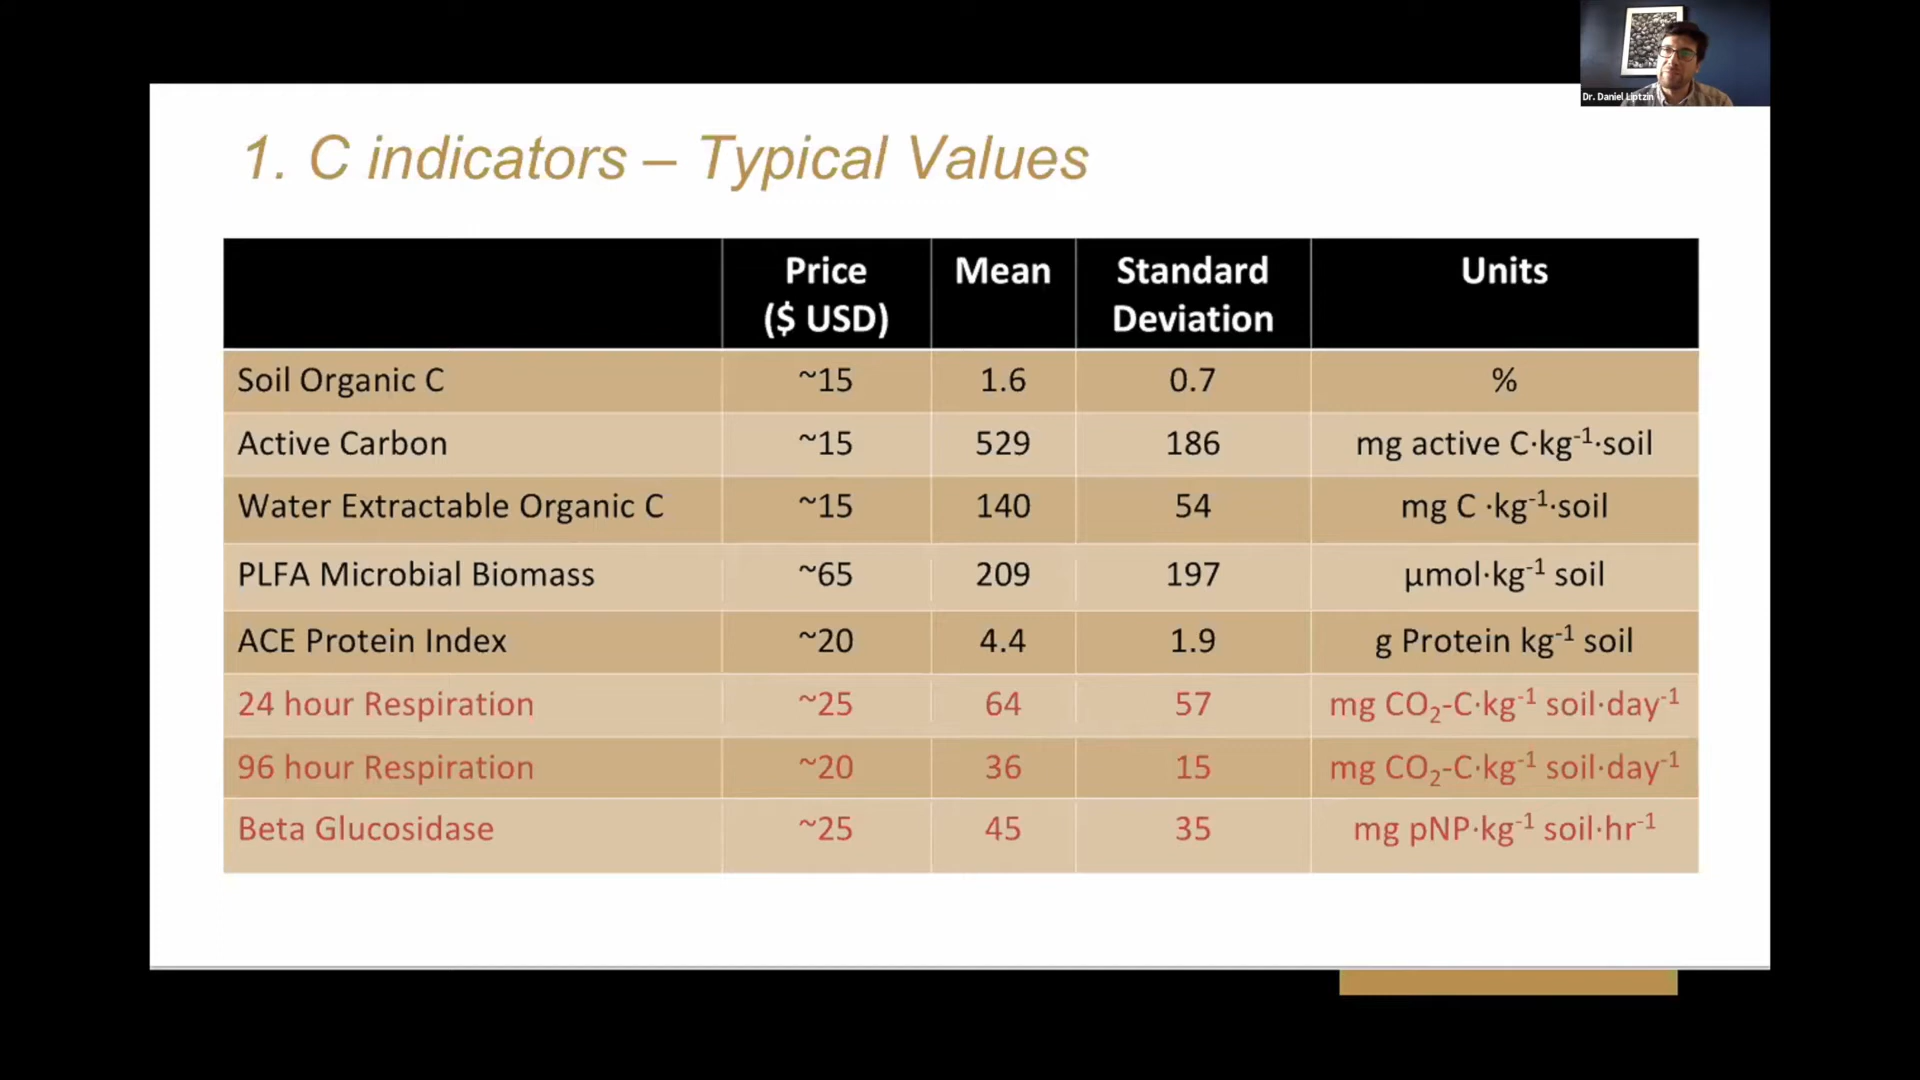 Dr. Daniel Liptzin
1. C indicators – Typical Values
Price ($ USD) Mean Standard Deviation Units
Soil Organic C ~15 1.6 0.7 %
Active Carbon ~15 529 186 mg active C·kg⁻¹·soil
Water Extractable Organic C ~15 140 54 mg C ·kg⁻¹·soil
PLFA Microbial Biomass ~65 209 197 µmol·kg⁻¹ soil
ACE Protein Index ~20 4.4 1.9 g Protein kg⁻¹ soil
24 hour Respiration ~25 64 57 mg CO₂-C·kg⁻¹ soil·day⁻¹
96 hour Respiration ~20 36 15 mg CO₂-C·kg⁻¹ soil·day⁻¹
Beta Glucosidase ~25 45 35 mg pNP·kg⁻¹ soil·hr⁻¹